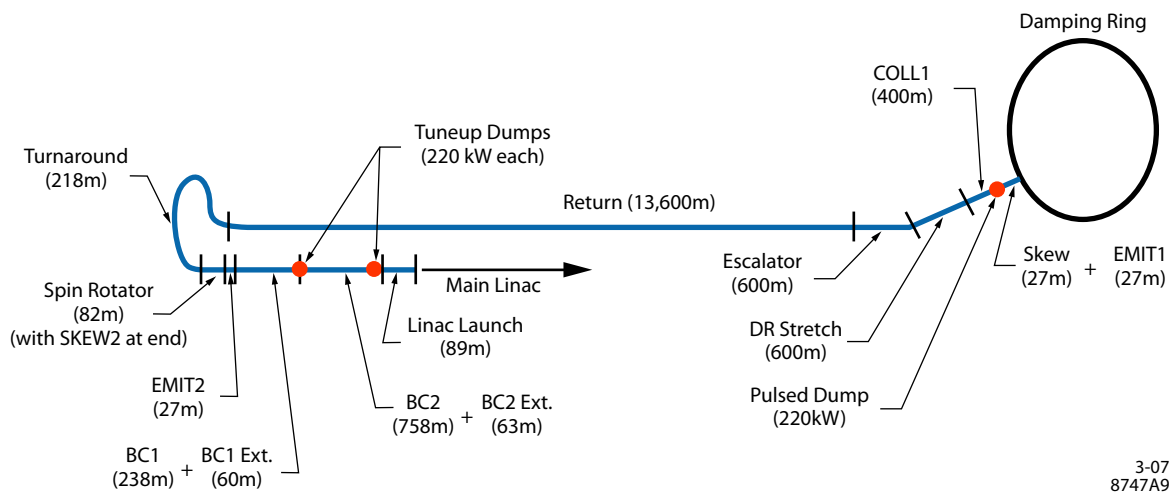 Damping Ring
COLL1
(400m)
Tuneup Dumps
(220 kW each)
Turnaround
(218m)
Return (13,600m)
Escalator
(600m)
Skew + EMIT1
(27m) (27m)
Main Linac
Spin Rotator
(82m)
(with SKEW2 at end)
Linac Launch
(89m)
DR Stretch
(600m)
EMIT2
(27m)
BC2 + BC2 Ext.
(758m) (63m)
Pulsed Dump
(220kW)
BC1 + BC1 Ext.
(238m) (60m)
3-07
8747A9